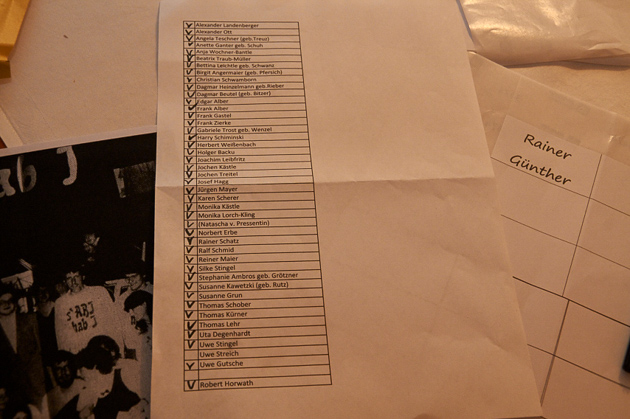 Alexander Landenberger
Alexander Ott
Angela Teschner (geb.Treuz)
Anette Ganter geb. Schuh
Anja Wochner-Bantle
Beatrix Traub-Müller
Bettina Leichtle geb. Schwanz
Birgit Angermaier (geb. Pfersich)
Christian Schwamborn
Dagmar Heinzelmann geb.Rieber
Dagmar Beutel (geb. Bitzer)
Edgar Alber
Frank Alber
Frank Gastel
Frank Zierke
Gabriele Trost geb. Wenzel
Harry Schiminski
Herbert Weißenbach
Holger Backu
Joachim Leibfritz
Jochen Kästle
Jochen Treitel
Josef Hagg
Jürgen Mayer
Karen Scherer
Monika Kästle
Monika Lorch-Kling
(Natascha v. Pressentin)
Norbert Erbe
Rainer Schatz
Ralf Schmid
Reiner Maier
Silke Stingel
Stephanie Ambros geb. Grötzner
Susanne Kawetzki (geb. Rutz)
Susanne Grun
Thomas Schober
Thomas Kürner
Thomas Lehr
Uta Degenhardt
Uwe Stingel
Uwe Streich
Uwe Gutsche
Robert Horwath
Rainer
Günther